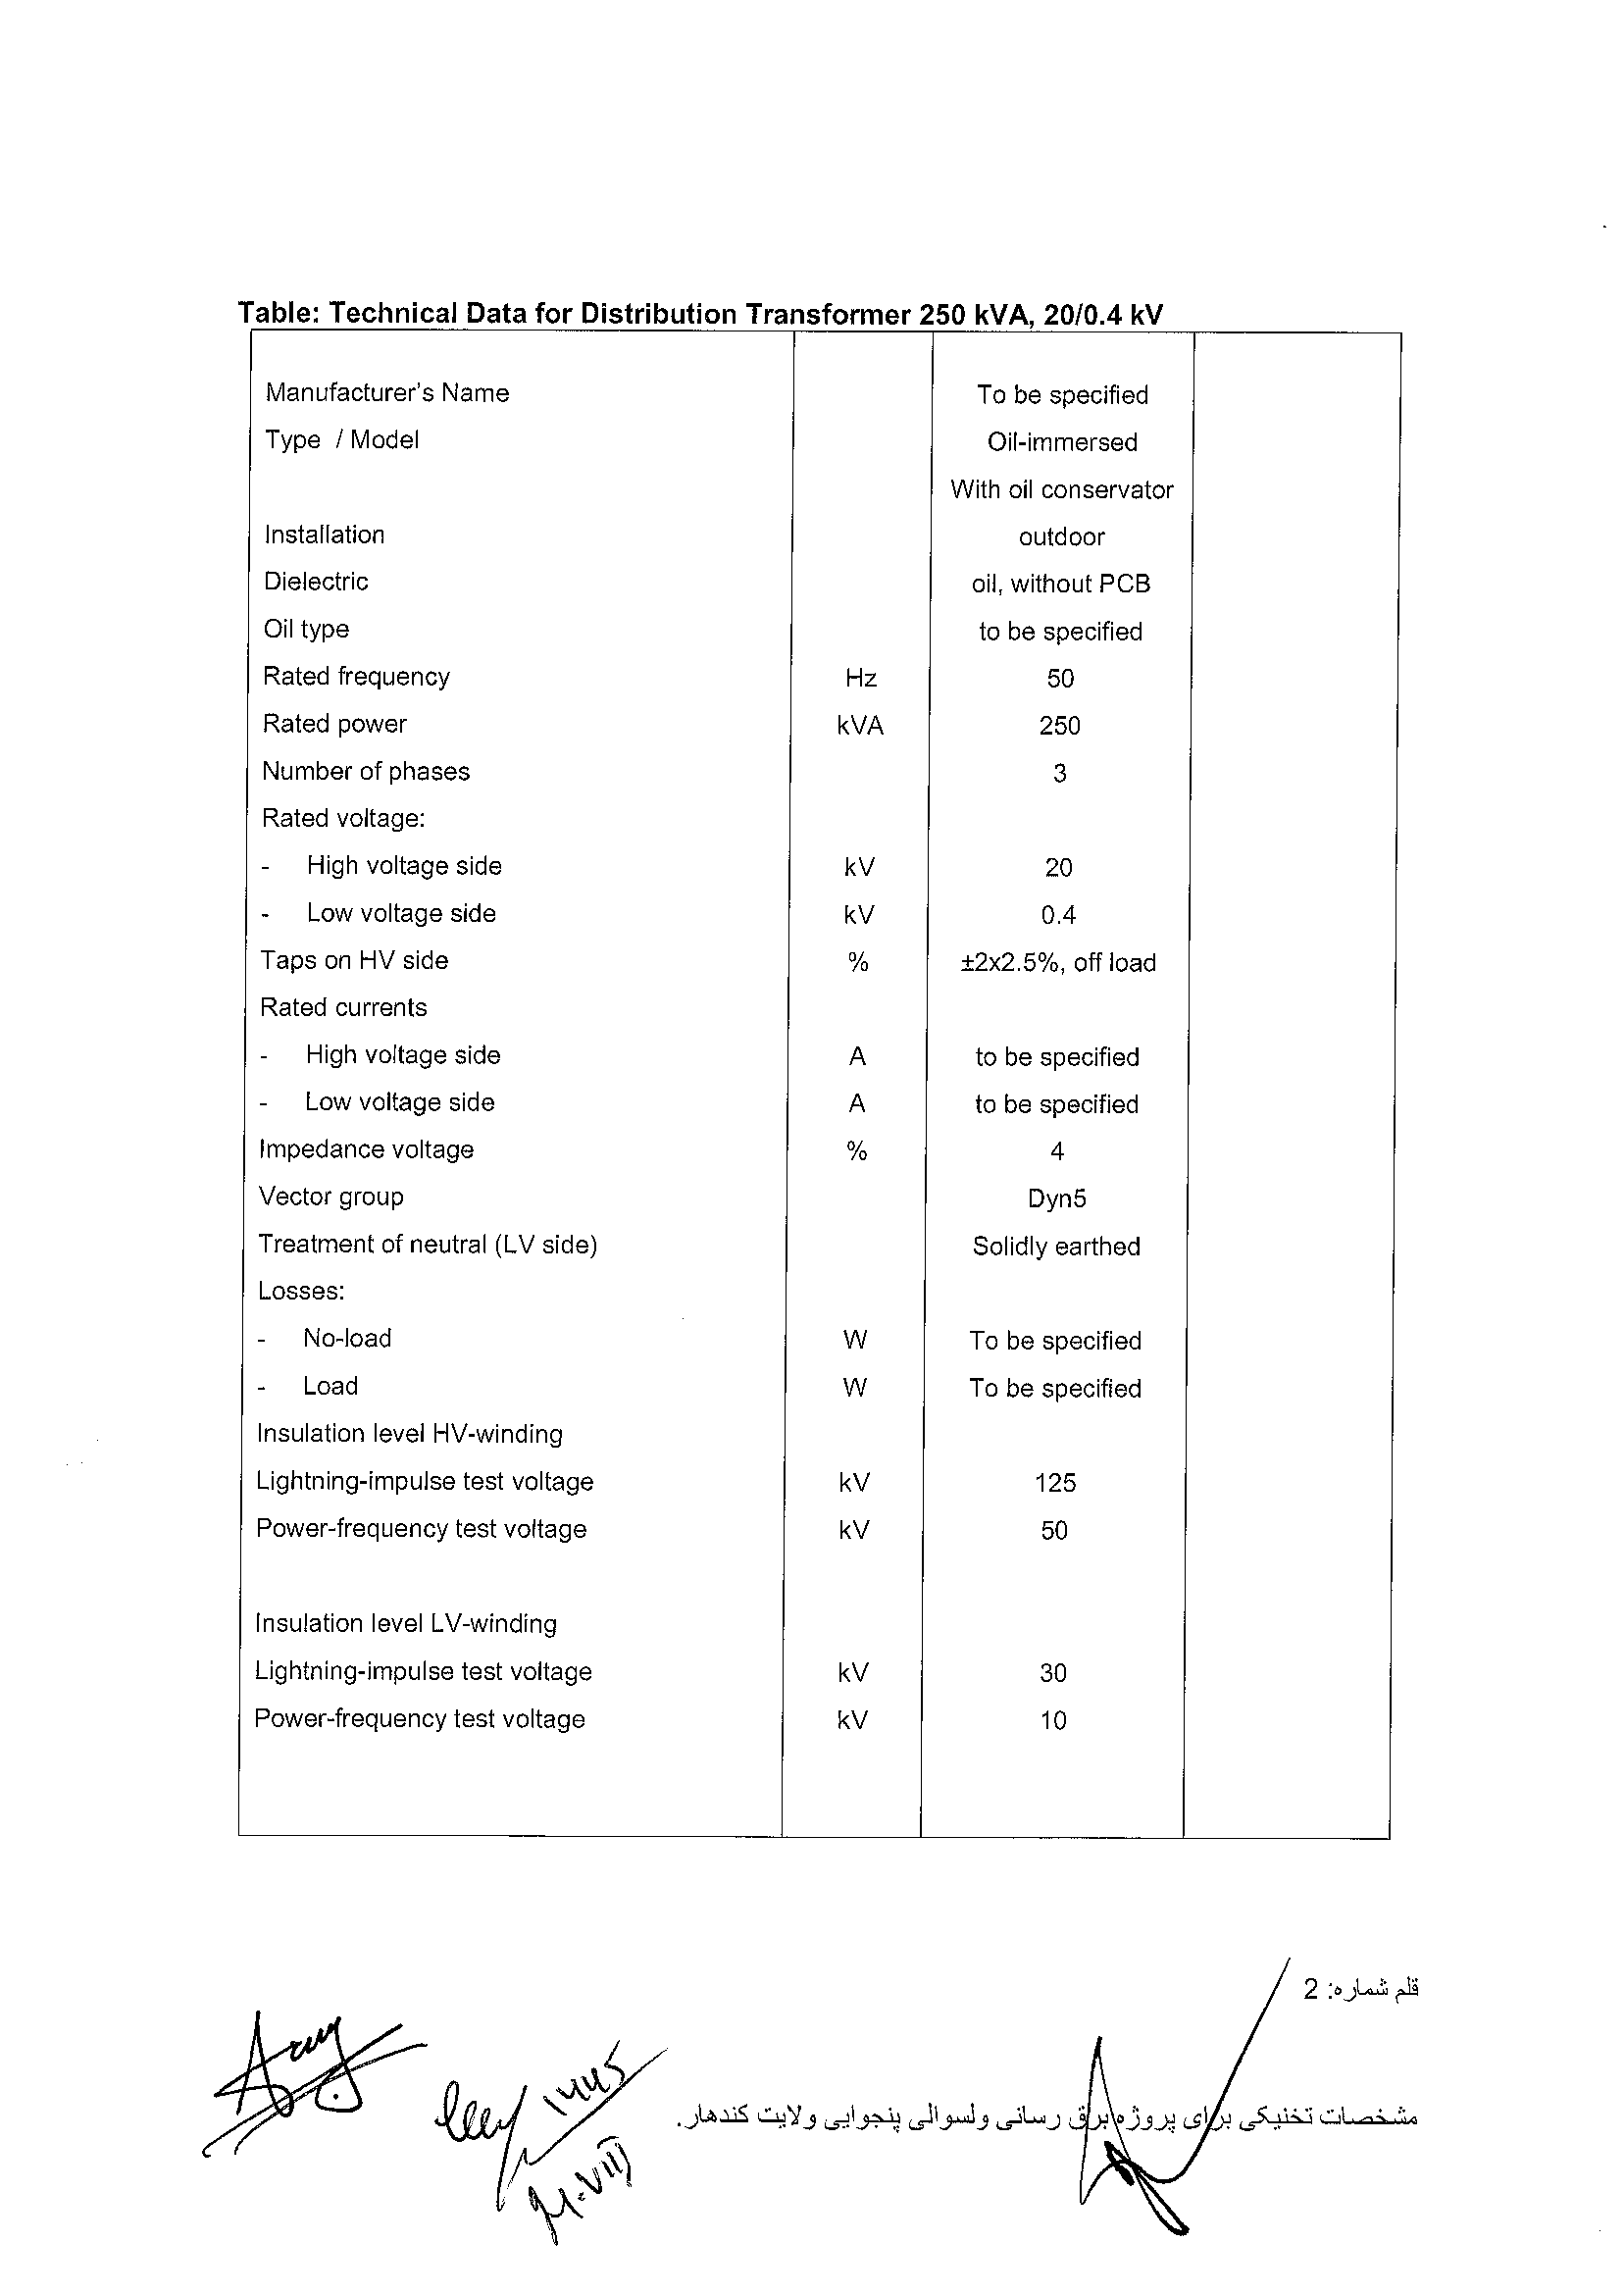 Table: Technical Data for Distribution Transformer 250 kVA, 20/0.4 kV
Manufacturer's Name To be specified
Type / Model Oil-immersed
With oil conservator
Installation outdoor
Dielectric oil, without PCB
Oil type to be specified
Rated frequency Hz 50
Rated power kVA 250
Number of phases 3
Rated voltage:
- High voltage side kV 20
- Low voltage side kV 0.4
Taps on HV side % ±2x2.5%, off load
Rated currents
- High voltage side A to be specified
- Low voltage side A to be specified
Impedance voltage % 4
Vector group Dyn5
Treatment of neutral (LV side) Solidly earthed
Losses:
- No-load W To be specified
- Load W To be specified
Insulation level HV-winding
Lightning-impulse test voltage kV 125
Power-frequency test voltage kV 50
Insulation level LV-winding
Lightning-impulse test voltage kV 30
Power-frequency test voltage kV 10
قلم شماره: 2
مشخصات تخنیکی برای پروژه برق رسانی ولسوالی پنجوایی ولایت کندهار.